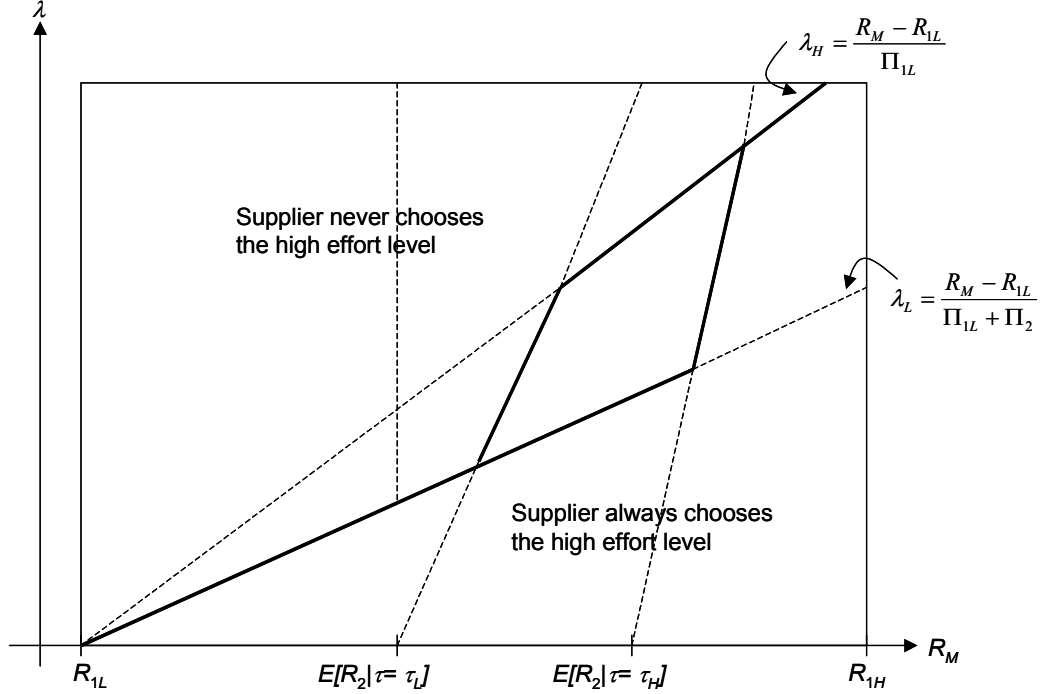 λ
λ_H = (R_M − R_1L) / Π_1L
Supplier never chooses
the high effort level
λ_L = (R_M − R_1L) / (Π_1L + Π_2)
Supplier always chooses
the high effort level
R_M
R_1L
E[R_2|τ= τ_L]
E[R_2|τ= τ_H]
R_1H